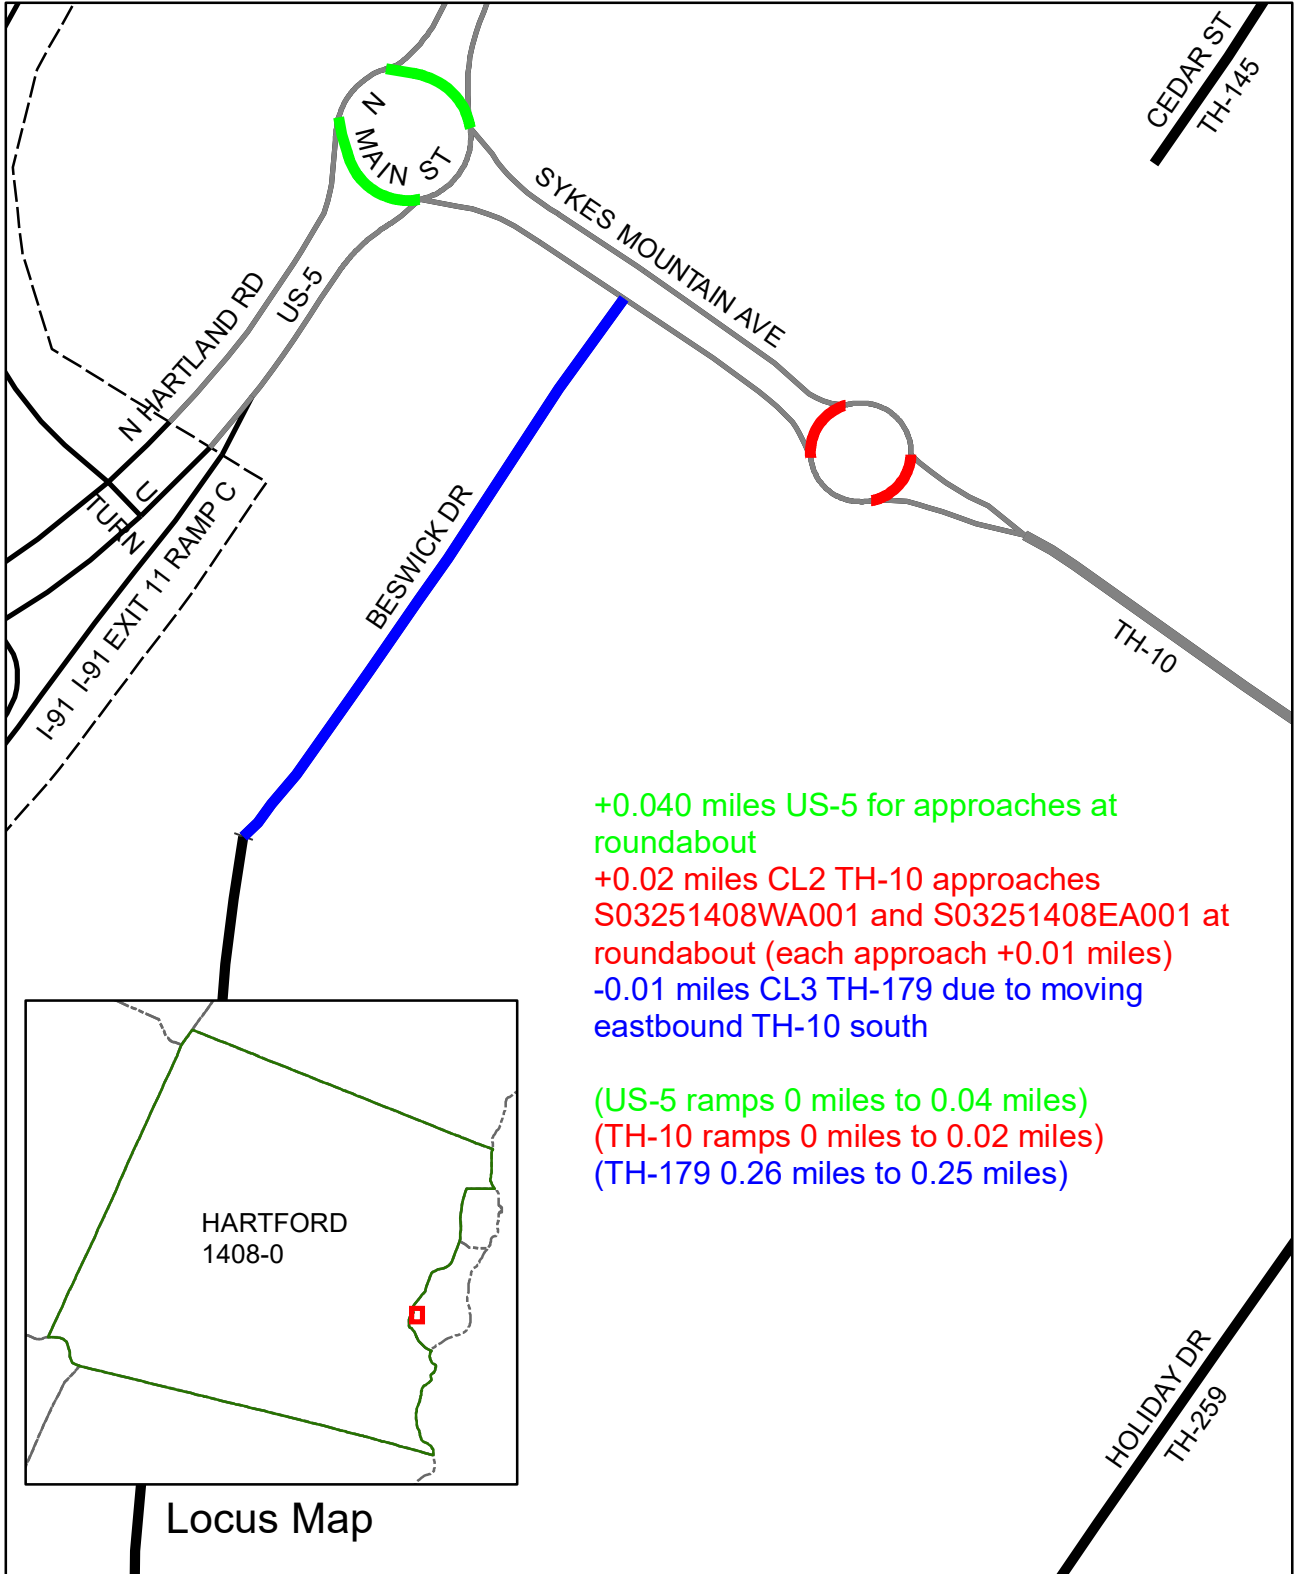 CEDAR ST
TH-145
N
MAIN ST
SYKES MOUNTAIN AVE
N HARTLAND RD
US-5
U
TURN
I-91 I-91 EXIT 11 RAMP C
BESWICK DR
TH-10
+0.040 miles US-5 for approaches at
roundabout
+0.02 miles CL2 TH-10 approaches
S03251408WA001 and S03251408EA001 at
roundabout (each approach +0.01 miles)
-0.01 miles CL3 TH-179 due to moving
eastbound TH-10 south
(US-5 ramps 0 miles to 0.04 miles)
(TH-10 ramps 0 miles to 0.02 miles)
(TH-179 0.26 miles to 0.25 miles)
HARTFORD
1408-0
HOLIDAY DR
TH-259
Locus Map